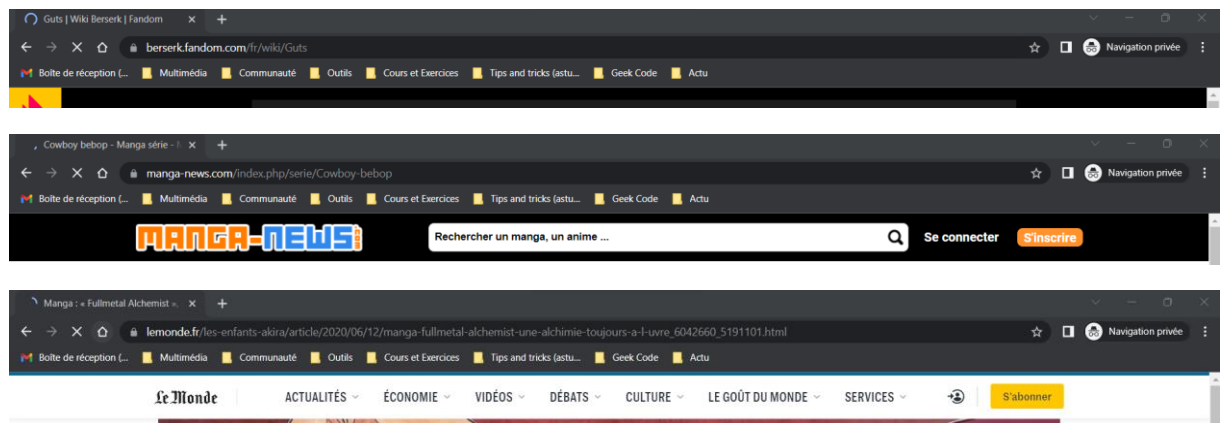 Guts | Wiki Berserk | Fandom
berserk.fandom.com/fr/wiki/Guts
Navigation privée
Boîte de réception (... Multimédia Communauté Outils Cours et Exercices Tips and tricks (astu... Geek Code Actu
Cowboy bebop - Manga série -
manga-news.com/index.php/serie/Cowboy-bebop
Navigation privée
Boîte de réception (... Multimédia Communauté Outils Cours et Exercices Tips and tricks (astu... Geek Code Actu
MANGA-NEWS.com Rechercher un manga, un anime ... Se connecter S'inscrire
Manga : « Fullmetal Alchemist »,
lemonde.fr/les-enfants-akira/article/2020/06/12/manga-fullmetal-alchemist-une-alchimie-toujours-a-l-uvre_6042660_5191101.html
Navigation privée
Boîte de réception (... Multimédia Communauté Outils Cours et Exercices Tips and tricks (astu... Geek Code Actu
Le Monde ACTUALITÉS ÉCONOMIE VIDÉOS DÉBATS CULTURE LE GOÛT DU MONDE SERVICES S'abonner